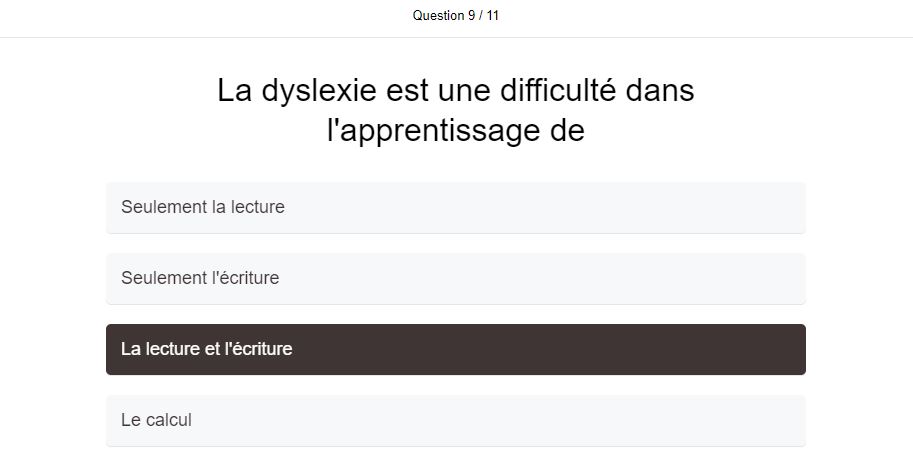 Question 9 / 11
La dyslexie est une difficulté dans
l'apprentissage de
Seulement la lecture
Seulement l'écriture
La lecture et l'écriture
Le calcul